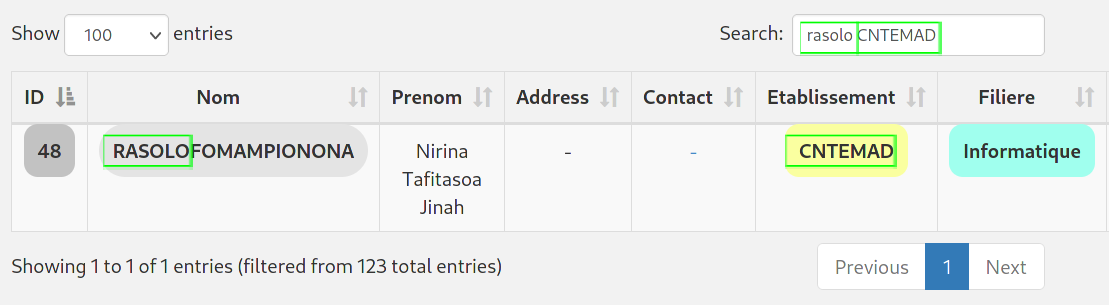 Show 100 entries Search: rasolo CNTEMAD
ID Nom Prenom Address Contact Etablissement Filiere
48 RASOLOFOMAMPIONONA Nirina - - CNTEMAD Informatique
Tafitasoa
Jinah
Showing 1 to 1 of 1 entries (filtered from 123 total entries) Previous 1 Next